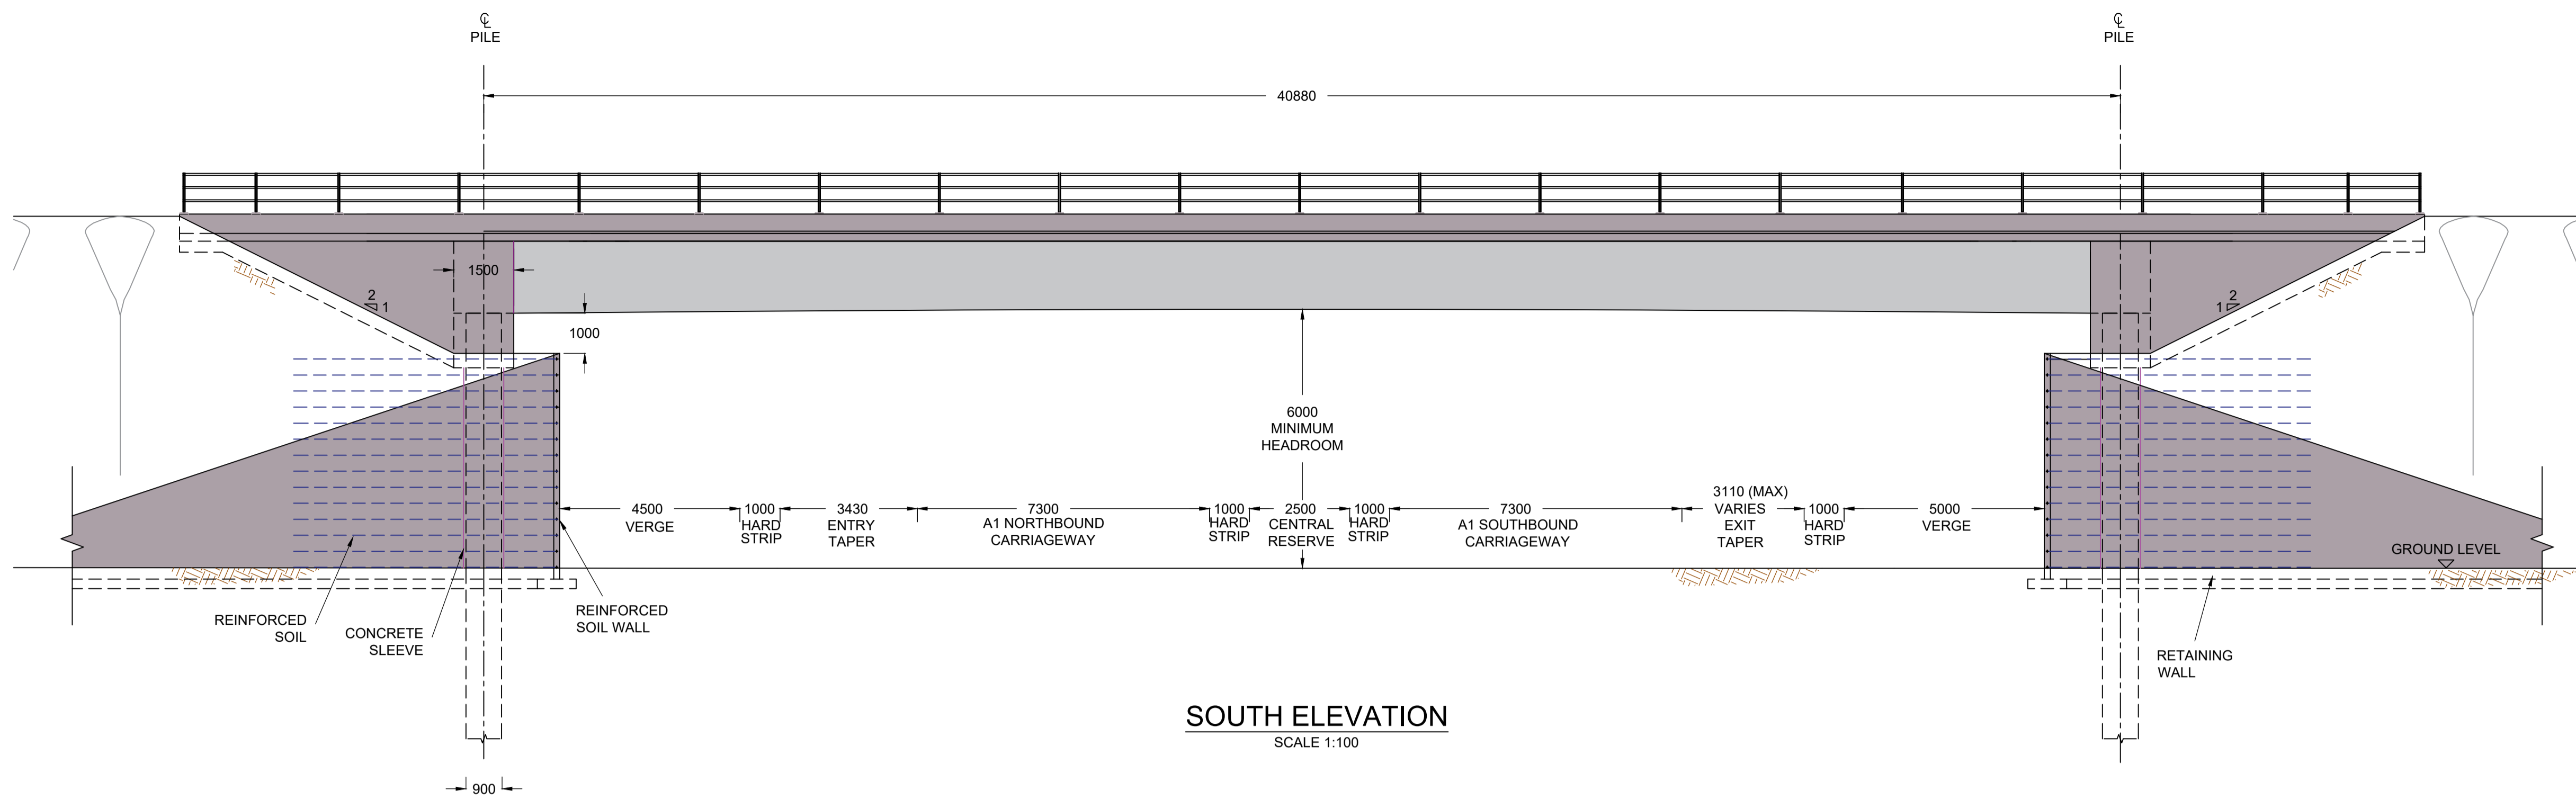 ℄
PILE
℄
PILE
40880
1500
2
1
2
1
1000
6000
MINIMUM
HEADROOM
4500
VERGE
1000
HARD
STRIP
3430
ENTRY
TAPER
7300
A1 NORTHBOUND
CARRIAGEWAY
1000
HARD
STRIP
2500
CENTRAL
RESERVE
1000
HARD
STRIP
7300
A1 SOUTHBOUND
CARRIAGEWAY
3110 (MAX)
VARIES
EXIT
TAPER
1000
HARD
STRIP
5000
VERGE
GROUND LEVEL
REINFORCED
SOIL
CONCRETE
SLEEVE
REINFORCED
SOIL WALL
RETAINING
WALL
SOUTH ELEVATION
SCALE 1:100
900